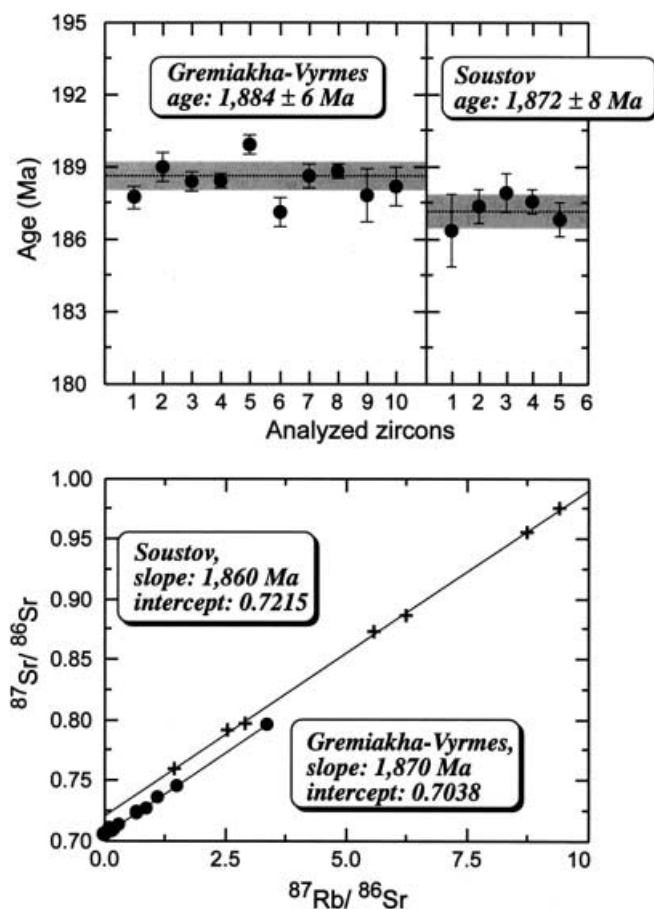 195
192
189
186
183
180
Age (Ma)
Gremiakha-Vyrmes
age: 1,884 ± 6 Ma
Soustov
age: 1,872 ± 8 Ma
1 2 3 4 5 6 7 8 9 10
1 2 3 4 5 6
Analyzed zircons
1.00
0.95
0.90
0.85
0.80
0.75
0.70
87Sr/ 86Sr
Soustov,
slope: 1,860 Ma
intercept: 0.7215
Gremiakha-Vyrmes,
slope: 1,870 Ma
intercept: 0.7038
0.0 2.5 5.0 7.5 10
87Rb/ 86Sr